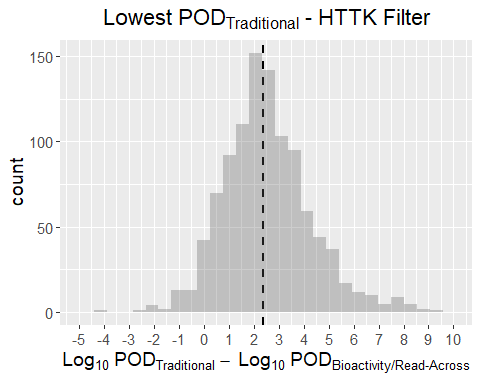 Lowest POD_Traditional - HTTK Filter
150
100
50
0
count
-5 -4 -3 -2 -1 0 1 2 3 4 5 6 7 8 9 10
Log₁₀ POD_Traditional – Log₁₀ POD_Bioactivity/Read-Across